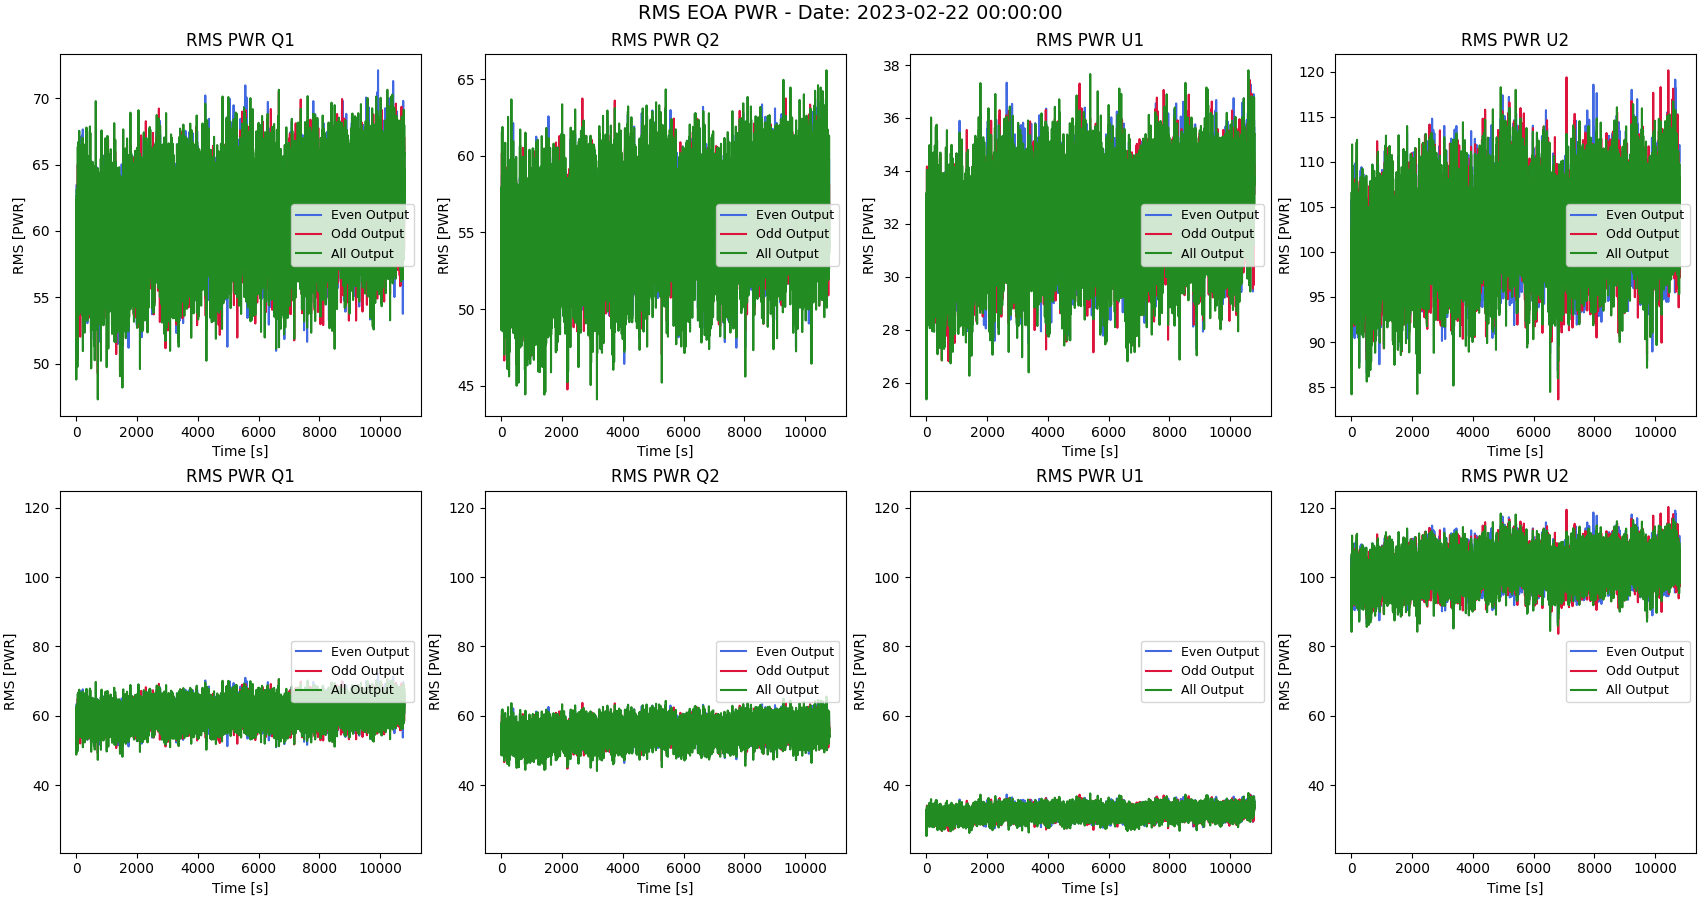 RMS EOA PWR - Date: 2023-02-22 00:00:00
RMS PWR Q1
RMS [PWR]
70
65
60
55
50
0 2000 4000 6000 8000 10000
Time [s]
Even Output
Odd Output
All Output
RMS PWR Q2
RMS [PWR]
65
60
55
50
45
0 2000 4000 6000 8000 10000
Time [s]
Even Output
Odd Output
All Output
RMS PWR U1
RMS [PWR]
38
36
34
32
30
28
26
0 2000 4000 6000 8000 10000
Time [s]
Even Output
Odd Output
All Output
RMS PWR U2
RMS [PWR]
120
115
110
105
100
95
90
85
0 2000 4000 6000 8000 10000
Time [s]
Even Output
Odd Output
All Output
RMS PWR Q1
RMS [PWR]
120
100
80
60
40
0 2000 4000 6000 8000 10000
Time [s]
Even Output
Odd Output
All Output
RMS PWR Q2
RMS [PWR]
120
100
80
60
40
0 2000 4000 6000 8000 10000
Time [s]
Even Output
Odd Output
All Output
RMS PWR U1
RMS [PWR]
120
100
80
60
40
0 2000 4000 6000 8000 10000
Time [s]
Even Output
Odd Output
All Output
RMS PWR U2
RMS [PWR]
120
100
80
60
40
0 2000 4000 6000 8000 10000
Time [s]
Even Output
Odd Output
All Output